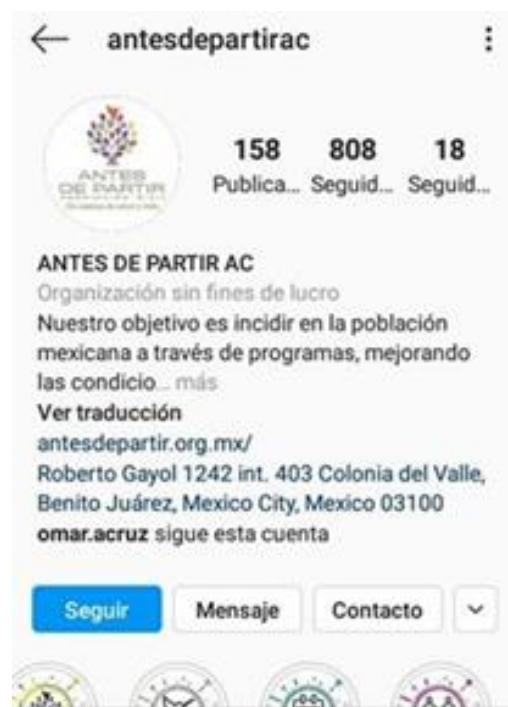 antesdepartirac
ANTES
DE PARTIR
158 808 18
Publica... Seguid... Seguid...
ANTES DE PARTIR AC
Organización sin fines de lucro
Nuestro objetivo es incidir en la población
mexicana a través de programas, mejorando
las condicio... más
Ver traducción
antesdepartir.org.mx/
Roberto Gayol 1242 int. 403 Colonia del Valle,
Benito Juárez, Mexico City, Mexico 03100
omar.acruz sigue esta cuenta
Seguir Mensaje Contacto